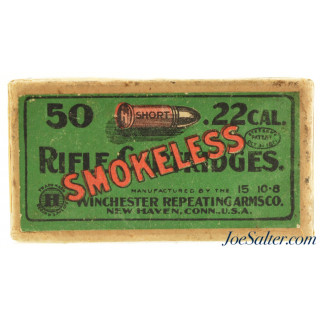 50 SHORT .22 CAL.
RIFLE CARTRIDGES.
SMOKELESS
MANUFACTURED BY THE 15 10-8
H WINCHESTER REPEATING ARMS CO.
NEW HAVEN, CONN., U.S.A.
JoeSalter.com